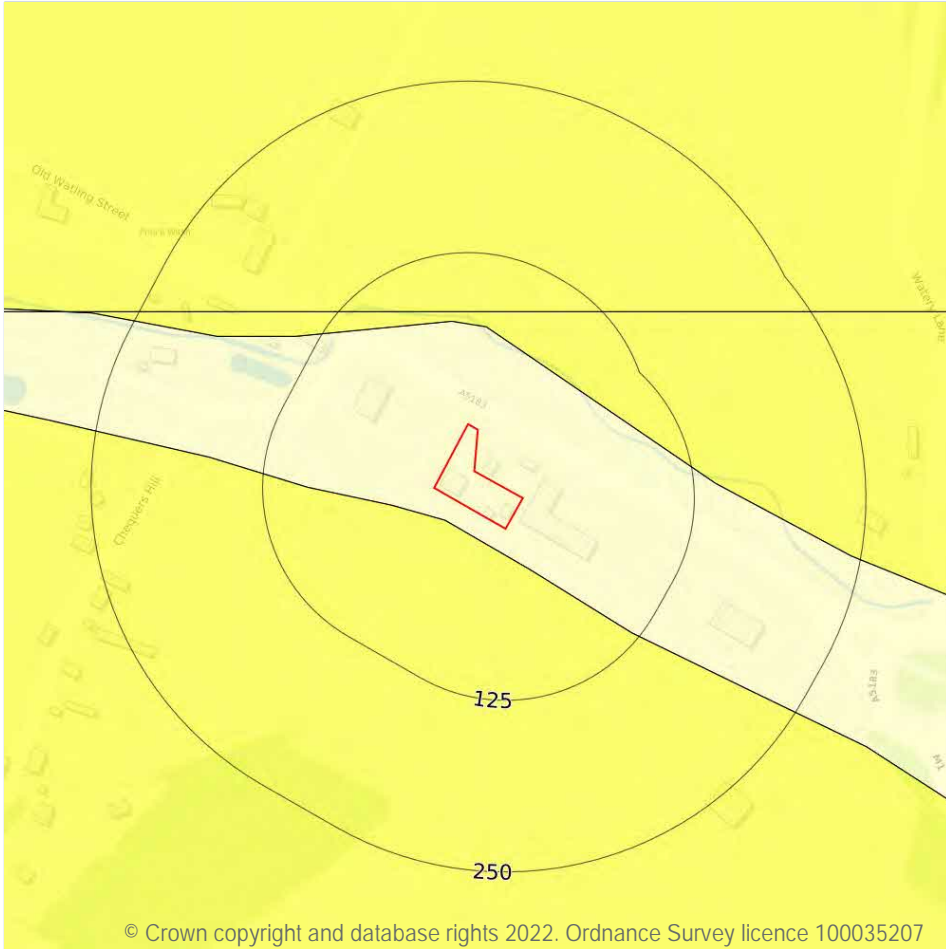 Old Watling Street
Watery Lane
A5183
Chequers Hill
A5183
125
M1
250
© Crown copyright and database rights 2022. Ordnance Survey licence 100035207